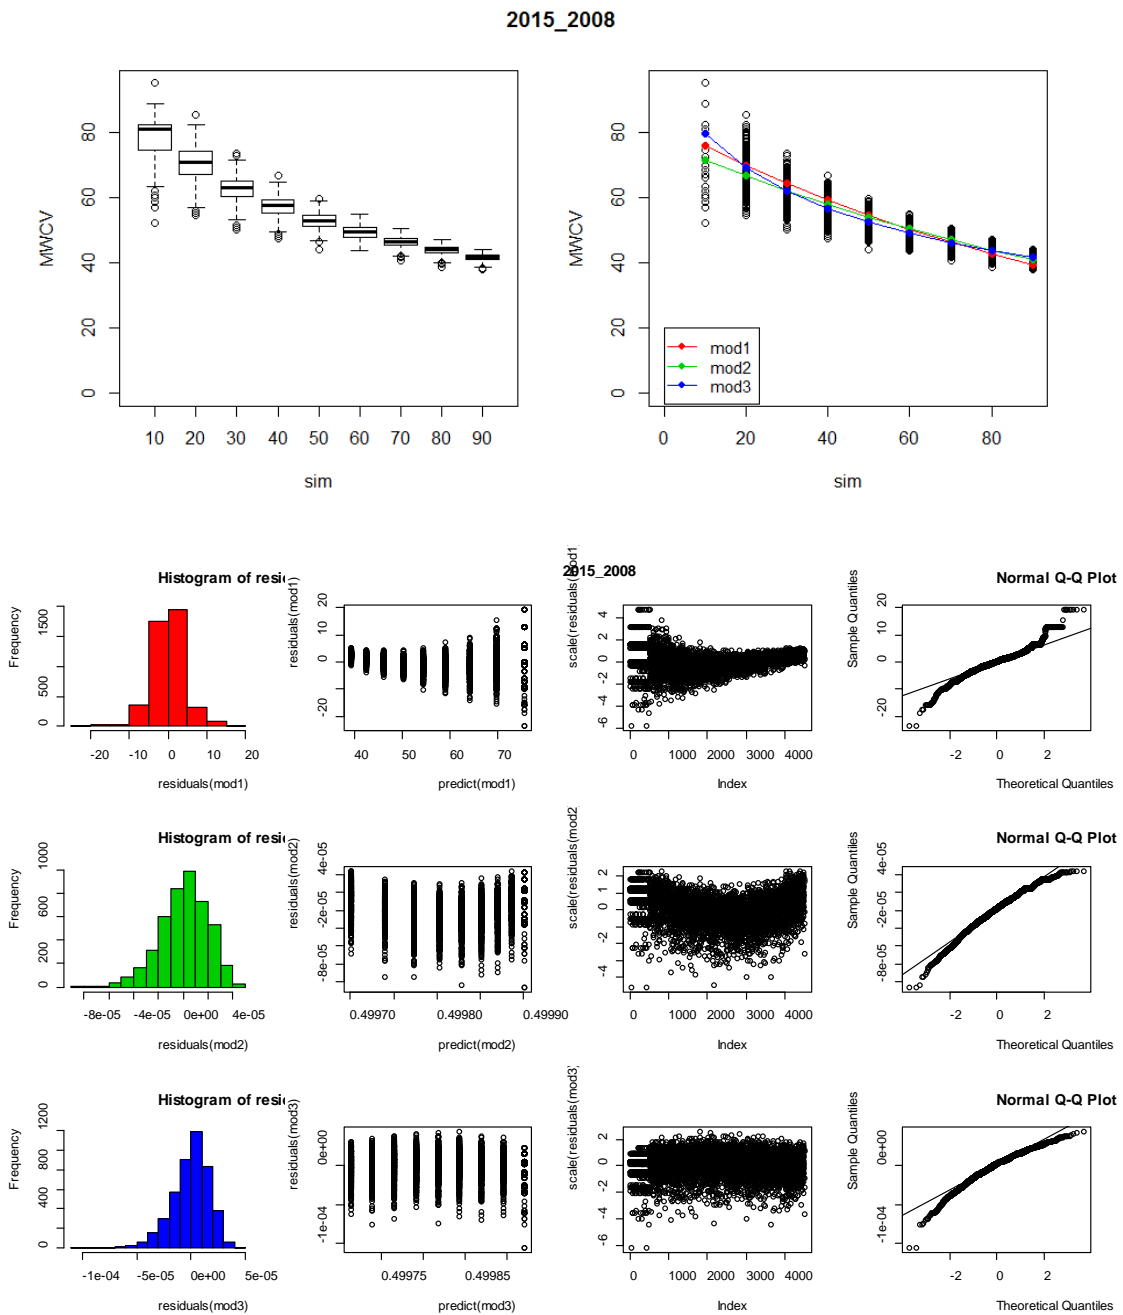 2015_2008
MWCV
80
60
40
20
0
10 20 30 40 50 60 70 80 90
sim
MWCV
80
60
40
20
0
mod1
mod2
mod3
0 20 40 60 80
sim
2015_2008
Histogram of resi
Frequency
1500
500
0
-20 -10 0 10 20
residuals(mod1)
residuals(mod1)
20
10
0
-20
40 50 60 70
predict(mod1)
scale(residuals(mod1)
4
2
0
-2
-4
-6
0 1000 2000 3000 4000
Index
Normal Q-Q Plot
Sample Quantiles
20
10
0
-20
-2 0 2
Theoretical Quantiles
Histogram of resi
Frequency
1000
600
300
0
-8e-05 -4e-05 0e+00 4e-05
residuals(mod2)
residuals(mod2)
4e-05
-2e-05
-8e-05
0.49970 0.49980 0.49990
predict(mod2)
scale(residuals(mod2)
2
1
0
-2
-4
0 1000 2000 3000 4000
Index
Normal Q-Q Plot
Sample Quantiles
4e-05
-2e-05
-8e-05
-2 0 2
Theoretical Quantiles
Histogram of resi
Frequency
1200
800
400
0
-1e-04 -5e-05 0e+00 5e-05
residuals(mod3)
residuals(mod3)
0e+00
-1e-04
0.49975 0.49985
predict(mod3)
scale(residuals(mod3)
2
0
-2
-4
-6
0 1000 2000 3000 4000
Index
Normal Q-Q Plot
Sample Quantiles
0e+00
-1e-04
-2 0 2
Theoretical Quantiles